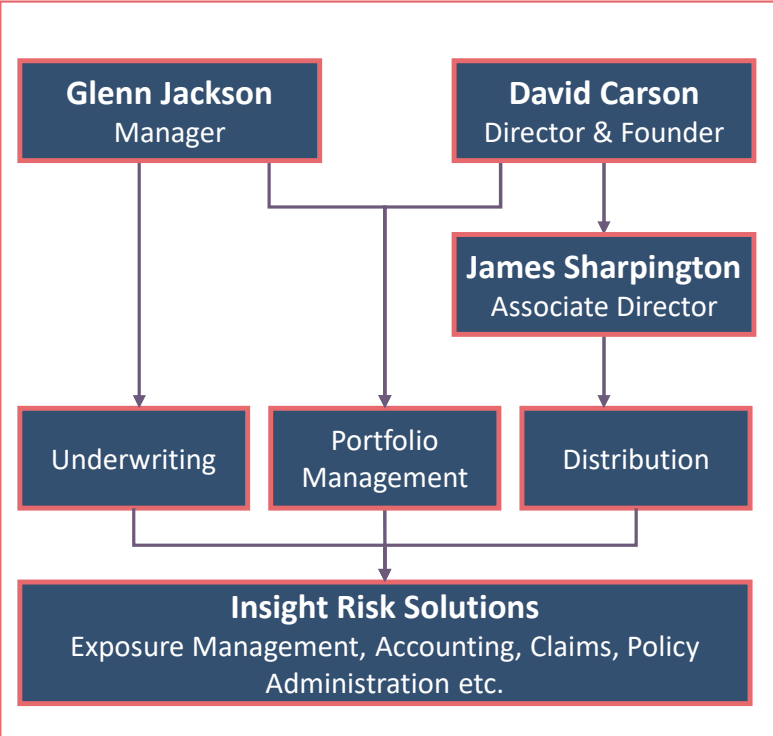 Glenn Jackson
Manager
David Carson
Director & Founder
James Sharpington
Associate Director
Underwriting
Portfolio
Management
Distribution
Insight Risk Solutions
Exposure Management, Accounting, Claims, Policy
Administration etc.